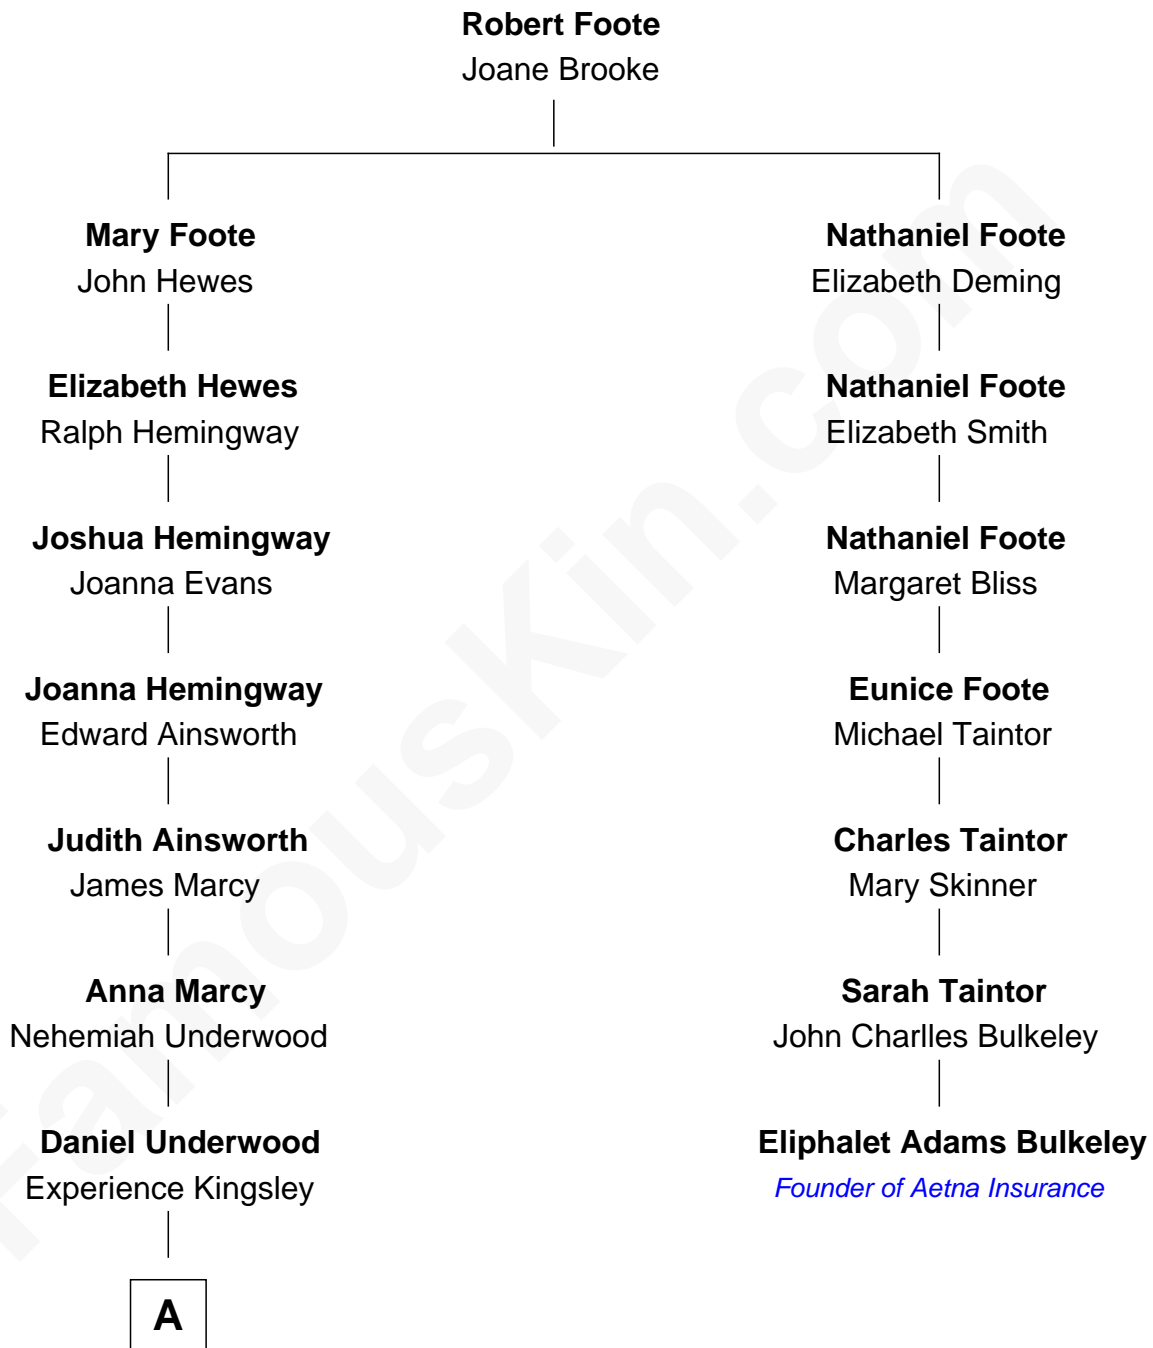 Robert Foote
Joane Brooke
Mary Foote
John Hewes
Nathaniel Foote
Elizabeth Deming
Elizabeth Hewes
Ralph Hemingway
Nathaniel Foote
Elizabeth Smith
Joshua Hemingway
Joanna Evans
Nathaniel Foote
Margaret Bliss
Joanna Hemingway
Edward Ainsworth
Eunice Foote
Michael Taintor
Judith Ainsworth
James Marcy
Charles Taintor
Mary Skinner
Anna Marcy
Nehemiah Underwood
Sarah Taintor
John Charlles Bulkeley
Daniel Underwood
Experience Kingsley
Eliphalet Adams Bulkeley
Founder of Aetna Insurance
A
FamousKin.com